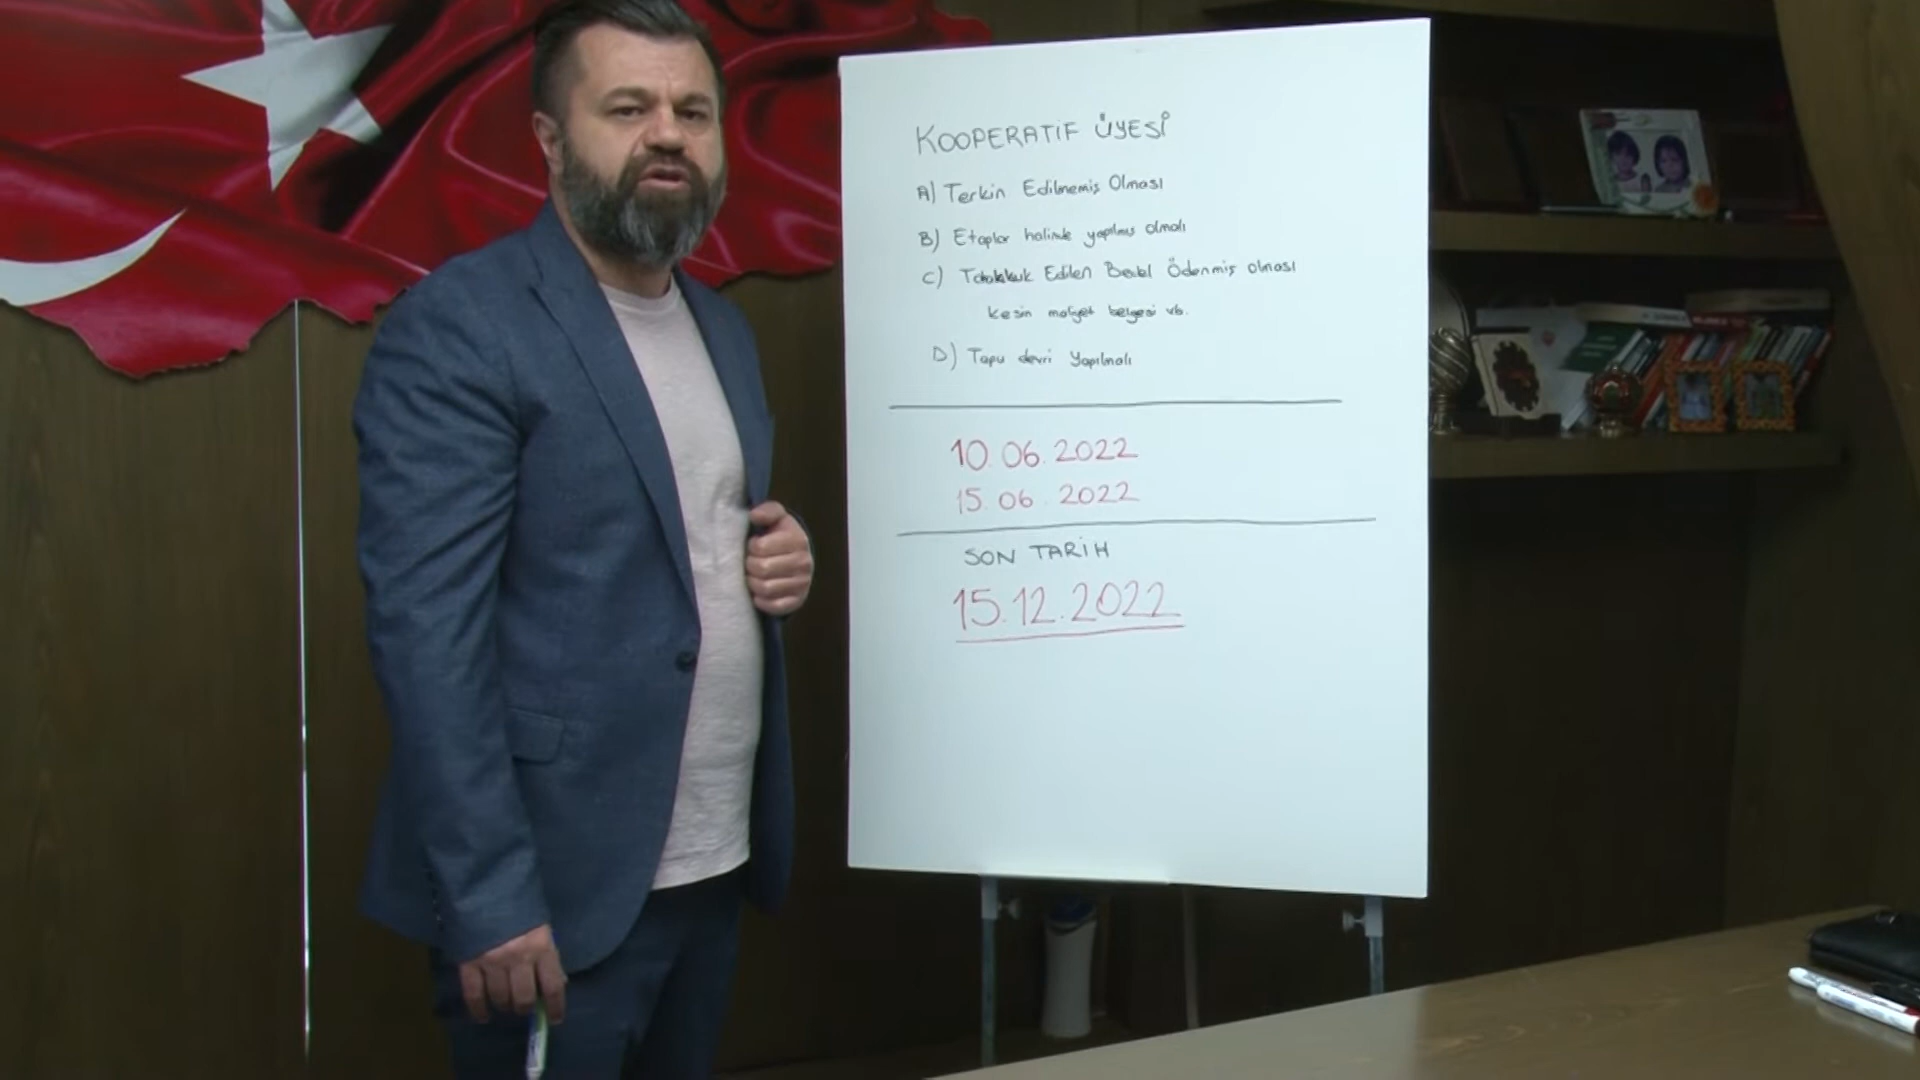 KOOPERATİF ÜYESİ
A) Terkin Edilmemiş Olması
B) Etaplar halinde yapılmış olmalı
C) Tahakkuk Edilen Bedel Ödenmiş olması
kesin maliyet belgesi vb.
D) Tapu devri Yapılmalı
10.06.2022
15.06.2022
SON TARİH
15.12.2022